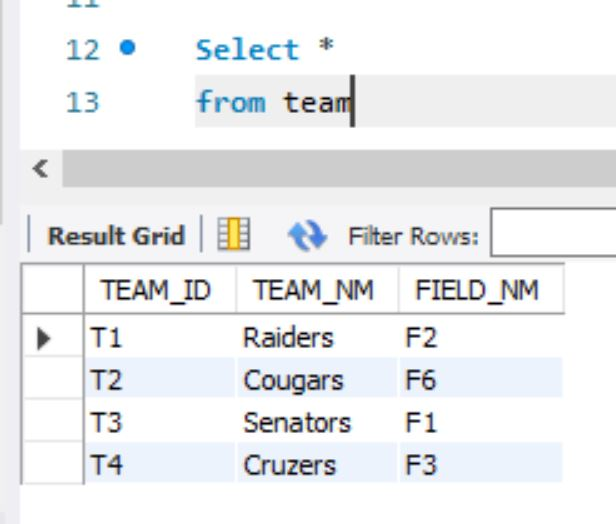 11
12 Select *
13 from team
Result Grid Filter Rows:
TEAM_ID TEAM_NM FIELD_NM
T1 Raiders F2
T2 Cougars F6
T3 Senators F1
T4 Cruzers F3